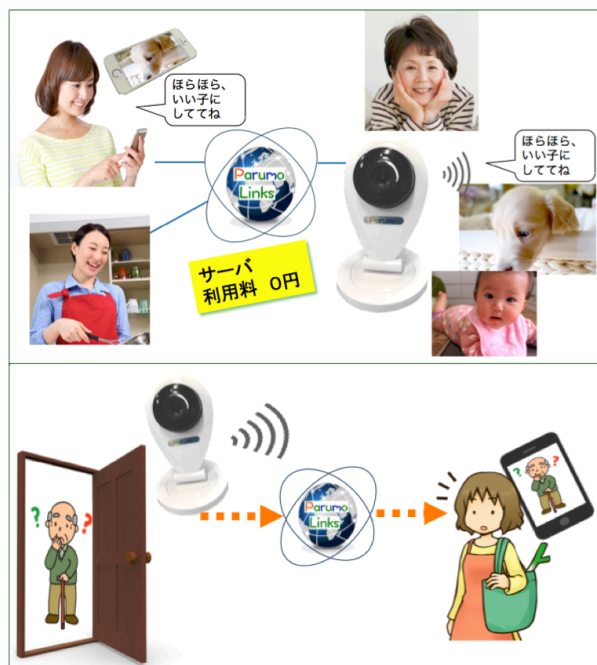 ほらほら、
いい子に
しててね
Parumo
Links
ほらほら、
いい子に
しててね
Parumo
サーバ
利用料 0円
? ?
Parumo
Links
? ?